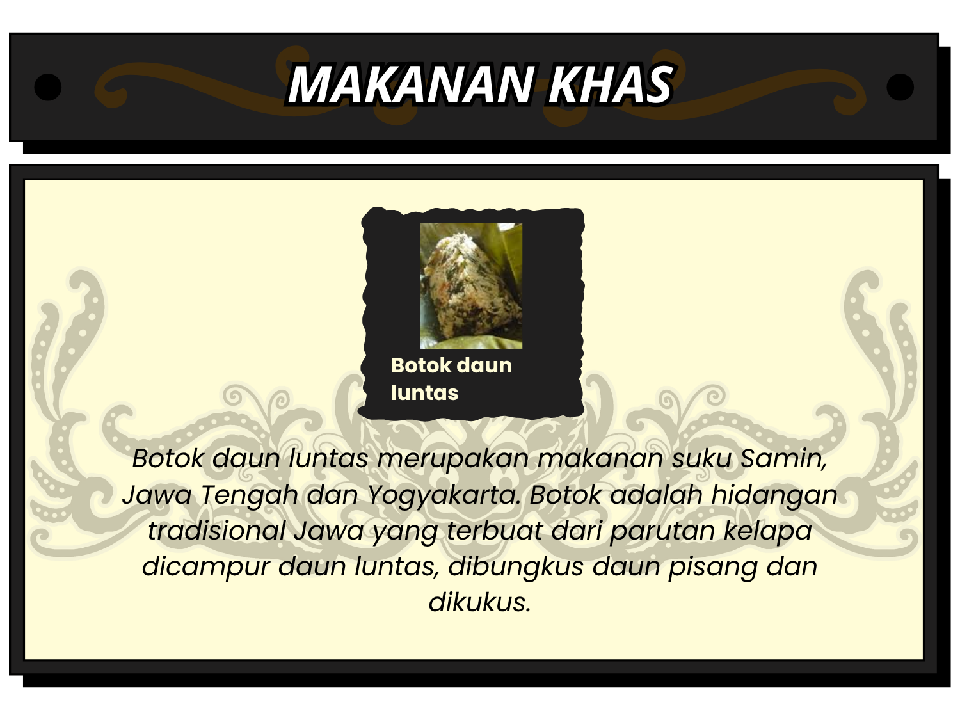 MAKANAN KHAS
Botok daun
luntas
Botok daun luntas merupakan makanan suku Samin,
Jawa Tengah dan Yogyakarta. Botok adalah hidangan
tradisional Jawa yang terbuat dari parutan kelapa
dicampur daun luntas, dibungkus daun pisang dan
dikukus.